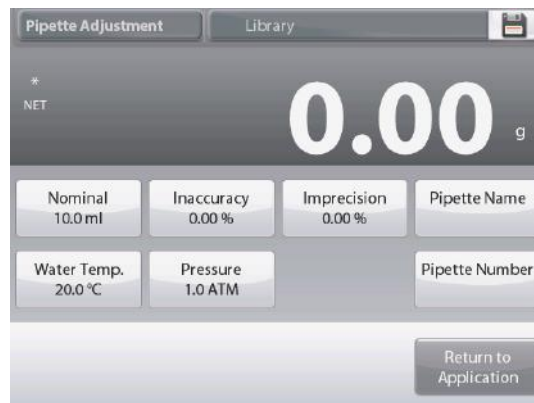 Pipette Adjustment
Library
*
NET
0.00 g
Nominal
10.0 ml
Inaccuracy
0.00 %
Imprecision
0.00 %
Pipette Name
Water Temp.
20.0 °C
Pressure
1.0 ATM
Pipette Number
Return to
Application